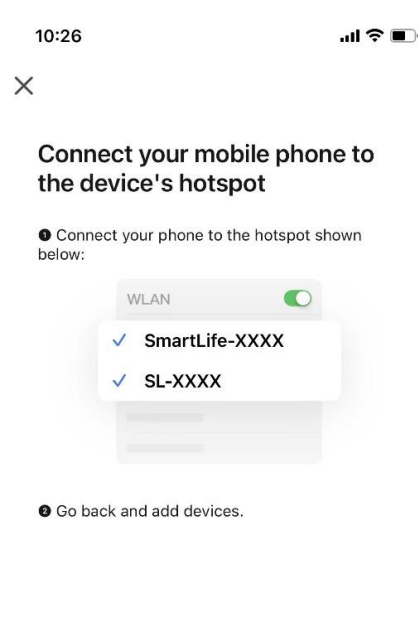 10:26
Connect your mobile phone to
the device's hotspot
❶ Connect your phone to the hotspot shown
below:
WLAN
SmartLife-XXXX
SL-XXXX
❷ Go back and add devices.